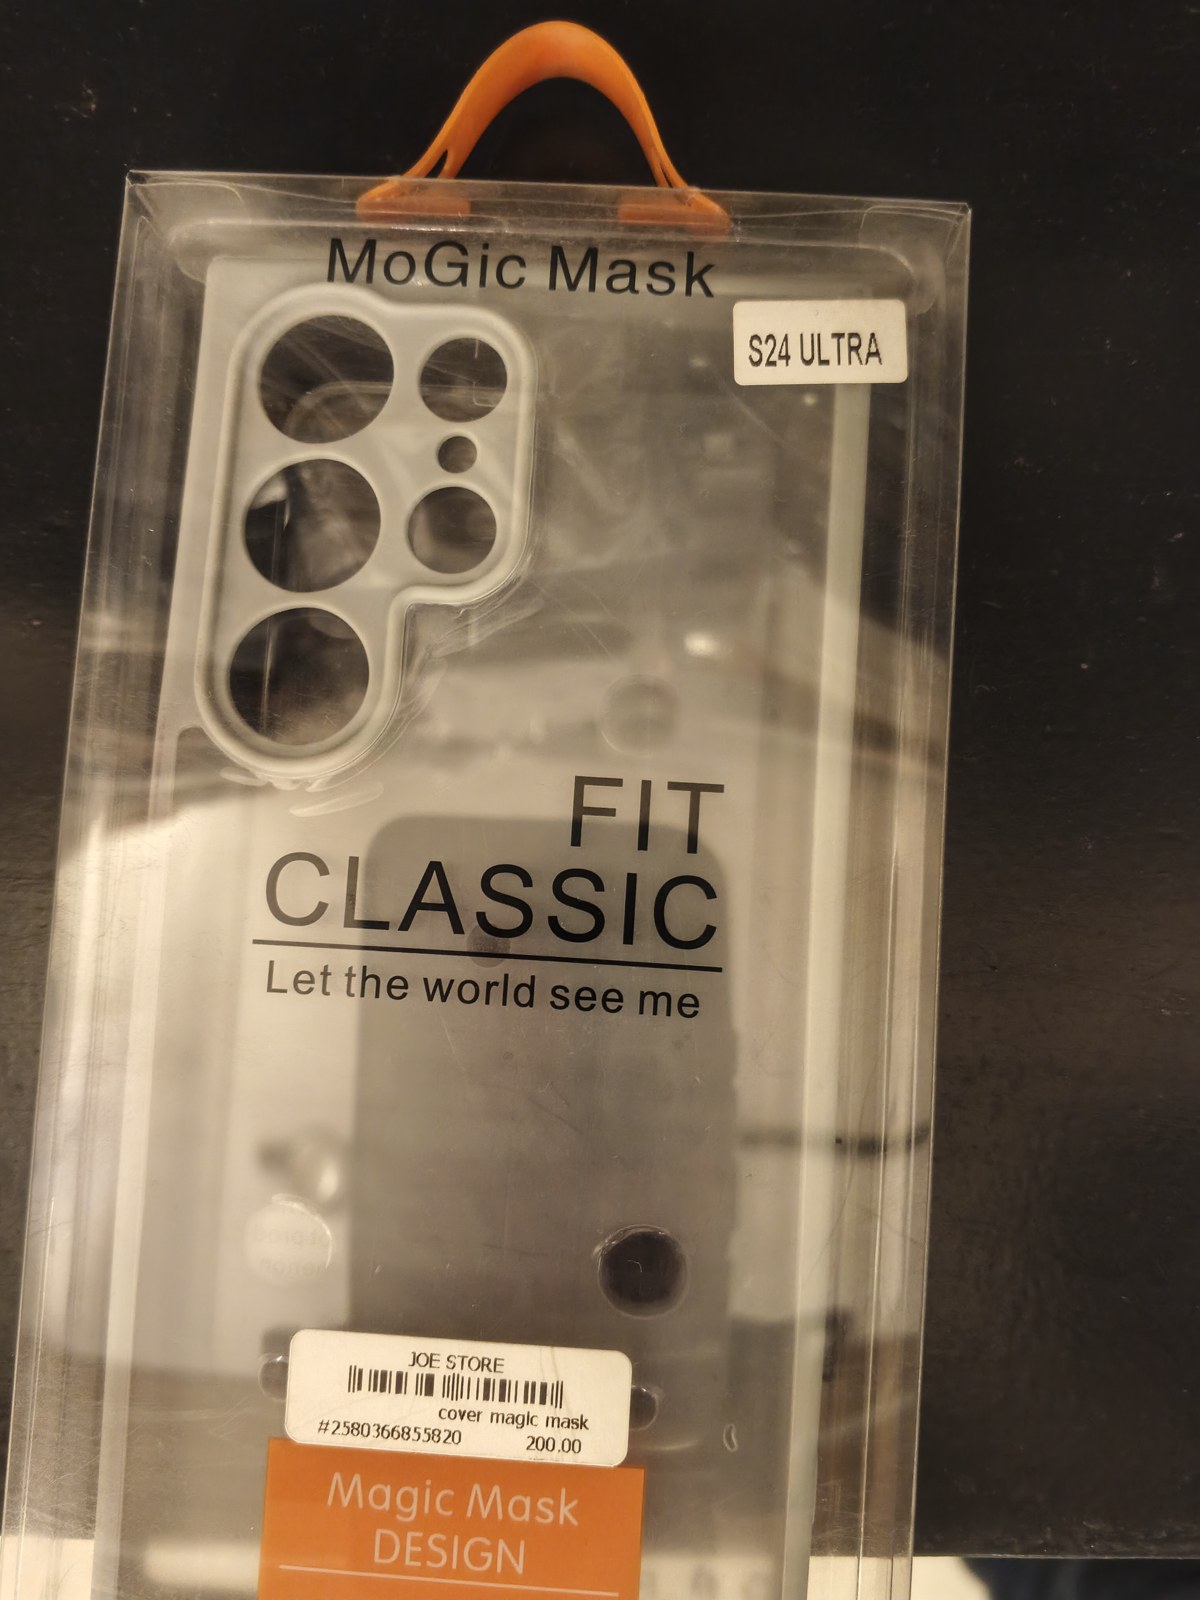 MoGic Mask
S24 ULTRA
FIT
CLASSIC
Let the world see me
JOE STORE
cover magic mask
#2580366855820 200.00
Magic Mask
DESIGN